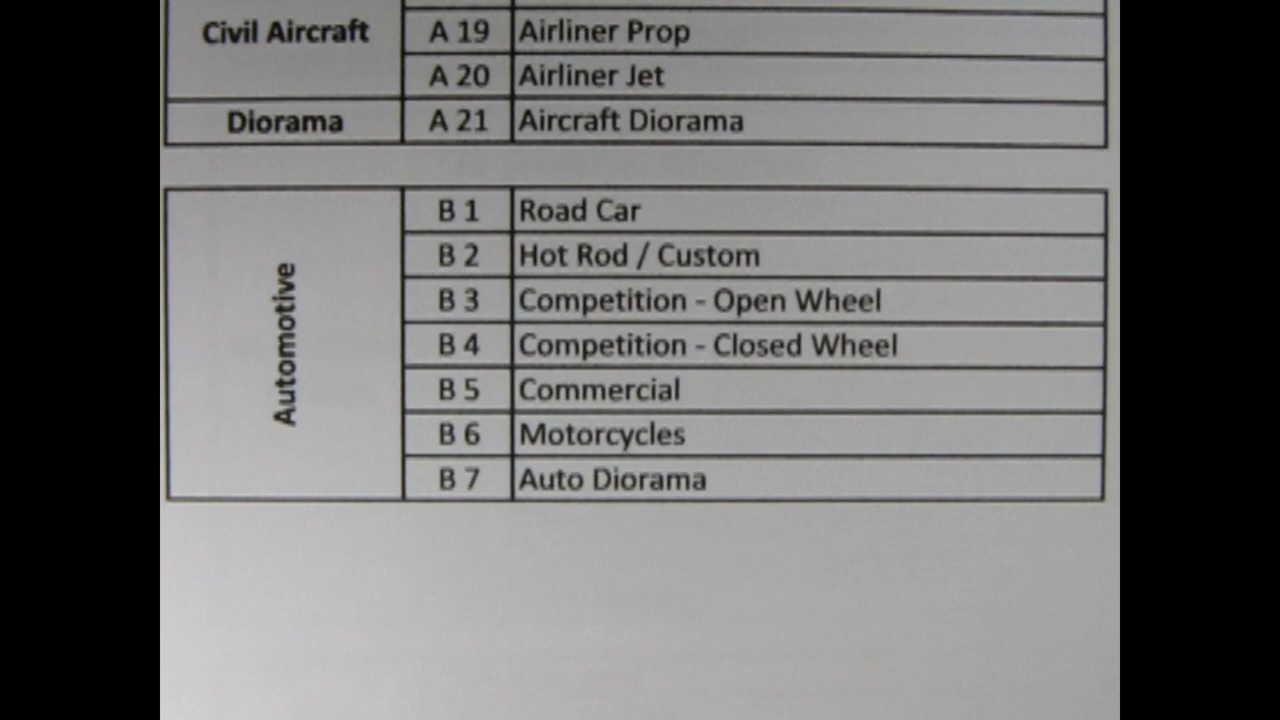 Civil Aircraft A 19 Airliner Prop
A 20 Airliner Jet
Diorama A 21 Aircraft Diorama
Automotive
B 1 Road Car
B 2 Hot Rod / Custom
B 3 Competition - Open Wheel
B 4 Competition - Closed Wheel
B 5 Commercial
B 6 Motorcycles
B 7 Auto Diorama